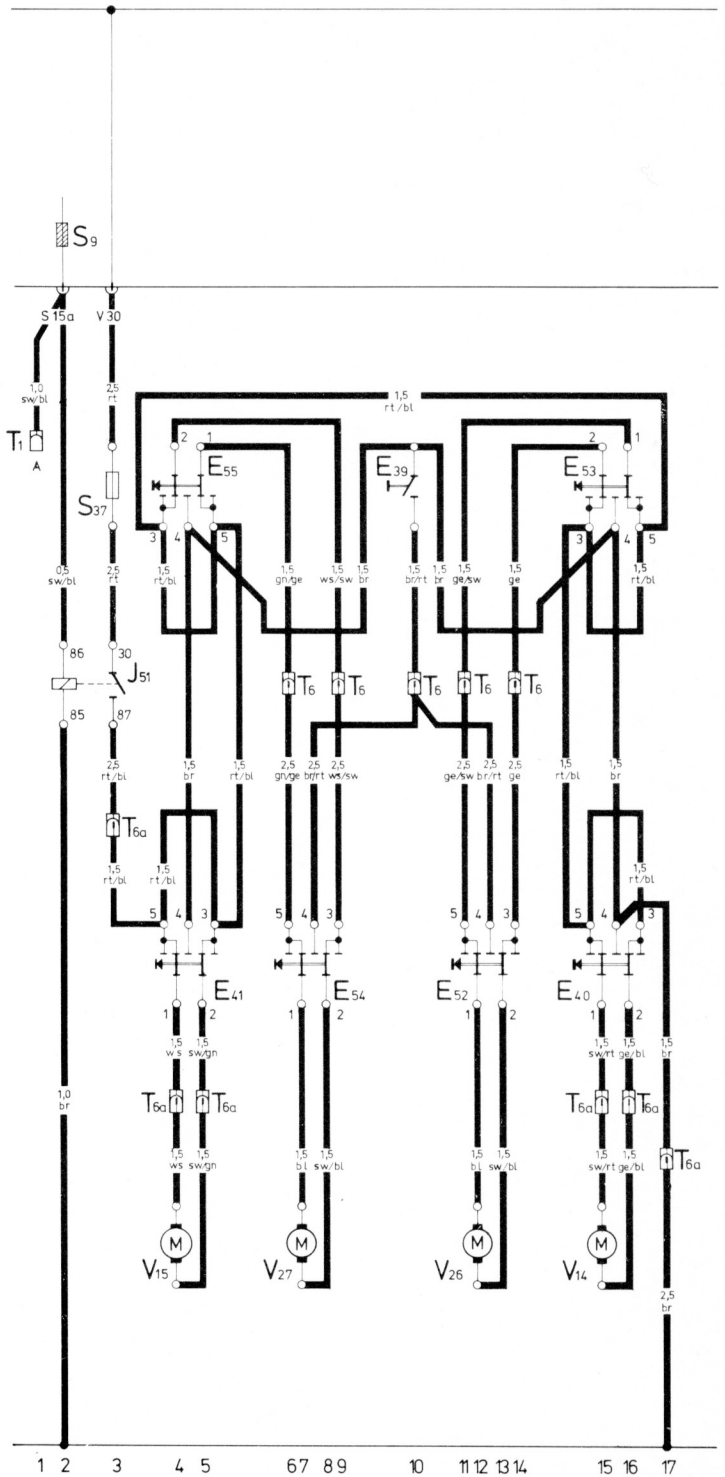 S9
S 15a V 30
1,0 sw/bl
2,5 rt
1,5 rt/bl
T1
A
2 1
E55
E39
2 1
E53
S37
3 4 5
3 4 5
0,5 sw/bl
2,5 rt
1,5 rt/bl
1,5 gn/ge
1,5 ws/sw
1,5 br
1,5 br/rt
1,5 br
1,5 ge/sw
1,5 ge
1,5 rt/bl
86 30
J51
T6 T6 T6 T6 T6
85 87
2,5 rt/bl
1,5 br
1,5 rt/bl
2,5 gn/ge
2,5 br/rt
2,5 ws/sw
2,5 ge/sw
2,5 br/rt
2,5 ge
1,5 rt/bl
1,5 br
T6a
1,5 rt/bl
1,5 rt/bl
1,5 rt/bl
5 4 3
5 4 3
5 4 3
5 4 3
E41
E54
E52
E40
1 2
1 2
1 2
1 2
1,5 ws
1,5 sw/gn
1,5 sw/rt
1,5 ge/bl
1,5 br
1,0 br
T6a T6a
T6a T6a
T6a
1,5 ws
1,5 sw/gn
1,5 bl
1,5 sw/bl
1,5 bl
1,5 sw/bl
1,5 sw/rt
1,5 ge/bl
M M M M
V15 V27 V26 V14
2,5 br
1 2 3 4 5 6 7 8 9 10 11 12 13 14 15 16 17